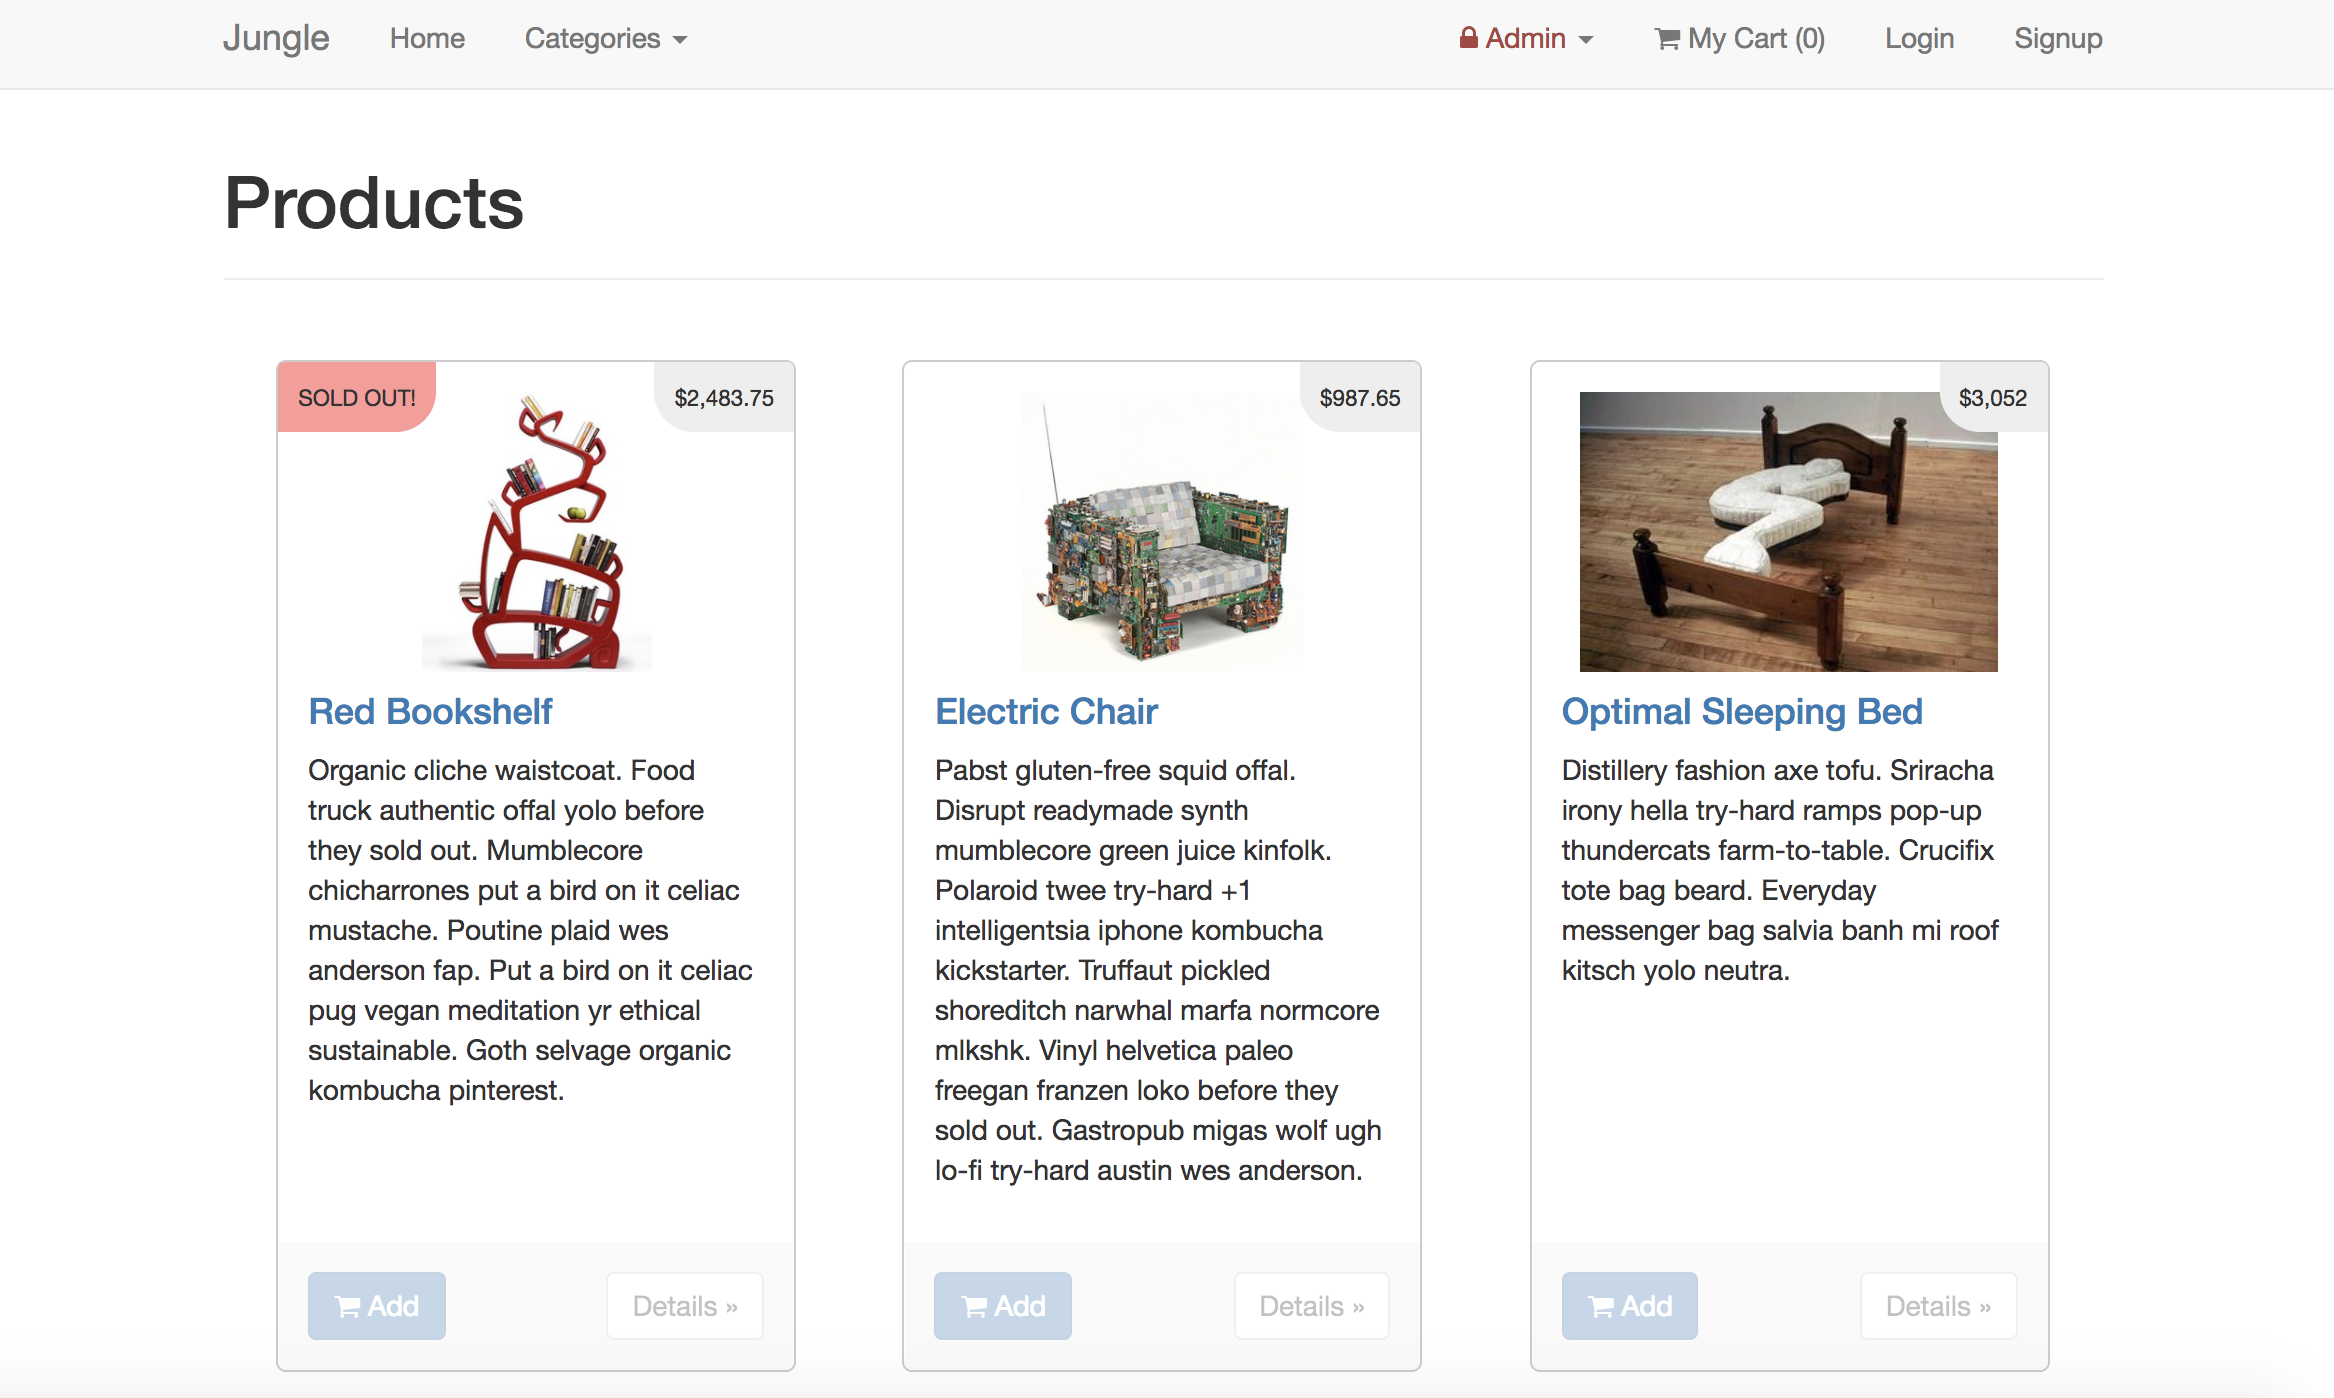 Jungle Home Categories Admin My Cart (0) Login Signup
Products
SOLD OUT! $2,483.75
Red Bookshelf
Organic cliche waistcoat. Food
truck authentic offal yolo before
they sold out. Mumblecore
chicharrones put a bird on it celiac
mustache. Poutine plaid wes
anderson fap. Put a bird on it celiac
pug vegan meditation yr ethical
sustainable. Goth selvage organic
kombucha pinterest.
Add Details »
$987.65
Electric Chair
Pabst gluten-free squid offal.
Disrupt readymade synth
mumblecore green juice kinfolk.
Polaroid twee try-hard +1
intelligentsia iphone kombucha
kickstarter. Truffaut pickled
shoreditch narwhal marfa normcore
mlkshk. Vinyl helvetica paleo
freegan franzen loko before they
sold out. Gastropub migas wolf ugh
lo-fi try-hard austin wes anderson.
Add Details »
$3,052
Optimal Sleeping Bed
Distillery fashion axe tofu. Sriracha
irony hella try-hard ramps pop-up
thundercats farm-to-table. Crucifix
tote bag beard. Everyday
messenger bag salvia banh mi roof
kitsch yolo neutra.
Add Details »